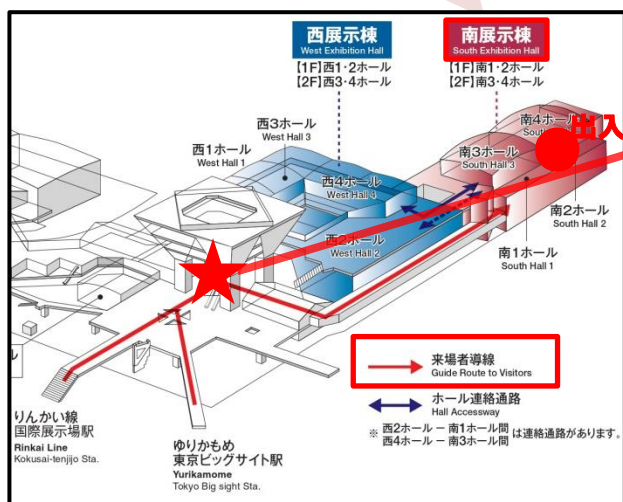 西展示棟
West Exhibition Hall
【1F】西1・2ホール
【2F】西3・4ホール
南展示棟
South Exhibition Hall
【1F】南1・2ホール
【2F】南3・4ホール
西3ホール
West Hall 3
西1ホール
West Hall 1
西4ホール
West Hall 4
西2ホール
West Hall 2
南4ホール
出入
南3ホール
South Hall 3
南2ホール
South Hall 2
南1ホール
South Hall 1
来場者導線
Guide Route to Visitors
ホール連絡通路
Hall Accessway
※ 西2ホール − 南1ホール間
西4ホール − 南3ホール間
は連絡通路があります。
りんかい線
国際展示場駅
Rinkai Line
Kokusai-tenjijo Sta.
ゆりかもめ
東京ビッグサイト駅
Yurikamome
Tokyo Big sight Sta.